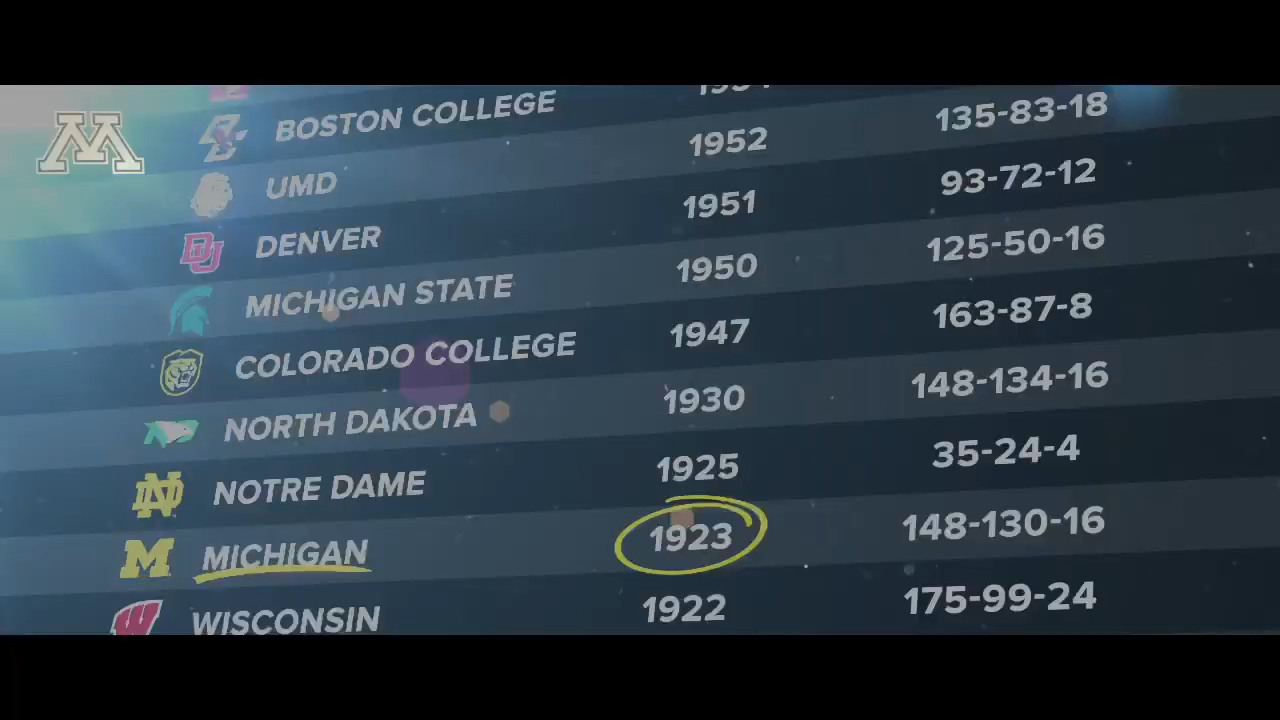 M
BOSTON COLLEGE
UMD 1952 135-83-18
DENVER 1951 93-72-12
MICHIGAN STATE 1950 125-50-16
COLORADO COLLEGE 1947 163-87-8
NORTH DAKOTA 1930 148-134-16
NOTRE DAME 1925 35-24-4
M MICHIGAN 1923 148-130-16
W WISCONSIN 1922 175-99-24